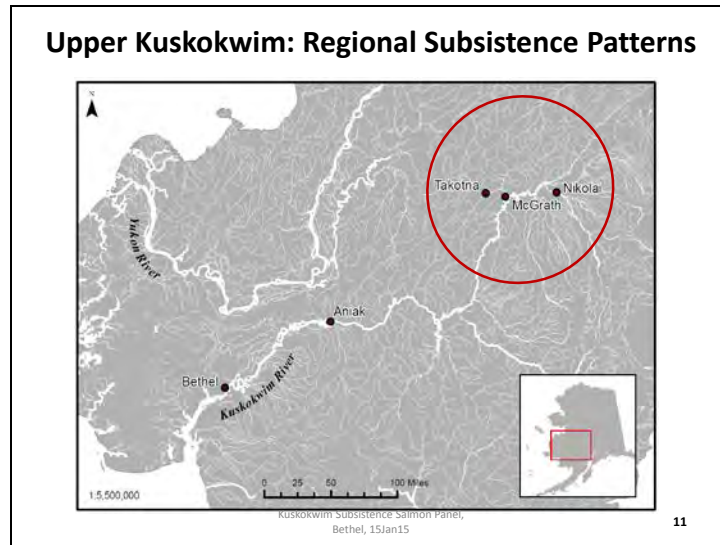 Upper Kuskokwim: Regional Subsistence Patterns
N
Takotna
Nikolai
McGrath
Yukon River
Aniak
Bethel
Kuskokwim River
0 25 50 100 Miles
1:5,500,000
Kuskokwim Subsistence Salmon Panel,
Bethel, 15Jan15
11